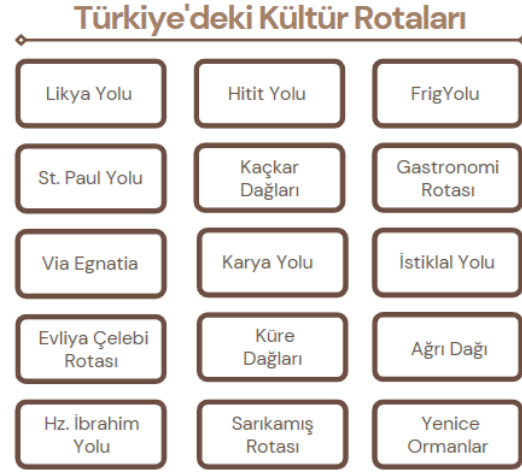 Türkiye'deki Kültür Rotaları
Likya Yolu
Hitit Yolu
FrigYolu
St. Paul Yolu
Kaçkar
Dağları
Gastronomi
Rotası
Via Egnatia
Karya Yolu
İstiklal Yolu
Evliya Çelebi
Rotası
Küre
Dağları
Ağrı Dağı
Hz. İbrahim
Yolu
Sarıkamış
Rotası
Yenice
Ormanlar